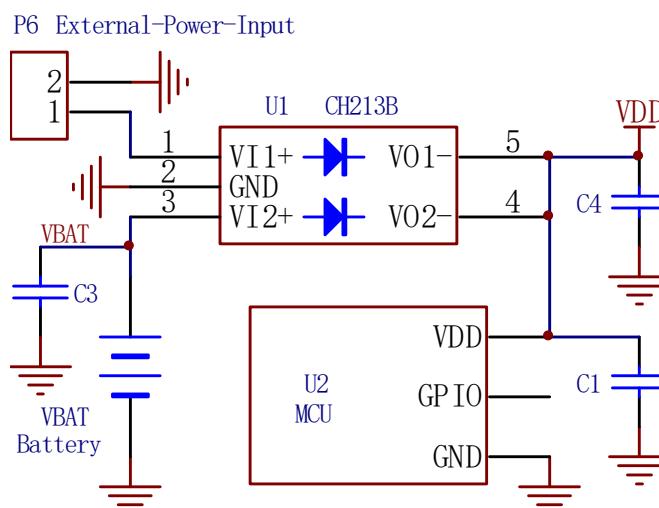 P6 External-Power-Input
2
1
U1 CH213B
VDD
1 VI1+ VO1- 5
2 GND
3 VI2+ VO2- 4
C4
VBAT
C3
VDD
U2
MCU
GPIO
C1
VBAT
Battery
GND